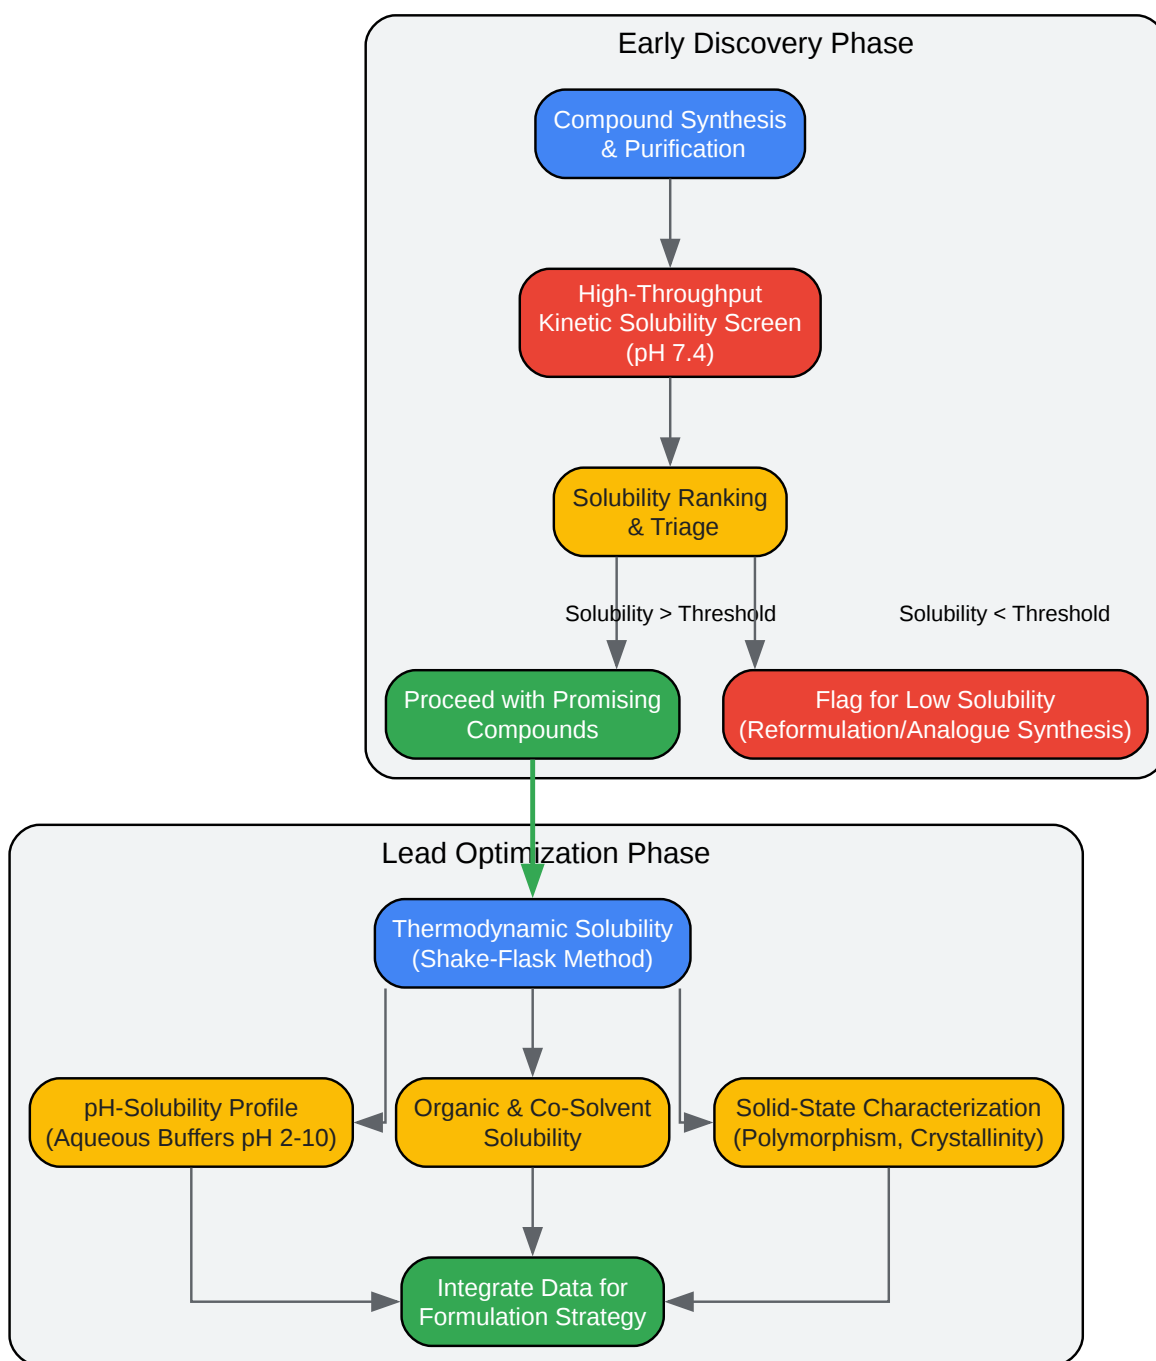 Early Discovery Phase
Compound Synthesis
& Purification
High-Throughput
Kinetic Solubility Screen
(pH 7.4)
Solubility Ranking
& Triage
Solubility > Threshold
Solubility < Threshold
Proceed with Promising
Compounds
Flag for Low Solubility
(Reformulation/Analogue Synthesis)
Lead Optimization Phase
Thermodynamic Solubility
(Shake-Flask Method)
pH-Solubility Profile
(Aqueous Buffers pH 2-10)
Organic & Co-Solvent
Solubility
Solid-State Characterization
(Polymorphism, Crystallinity)
Integrate Data for
Formulation Strategy